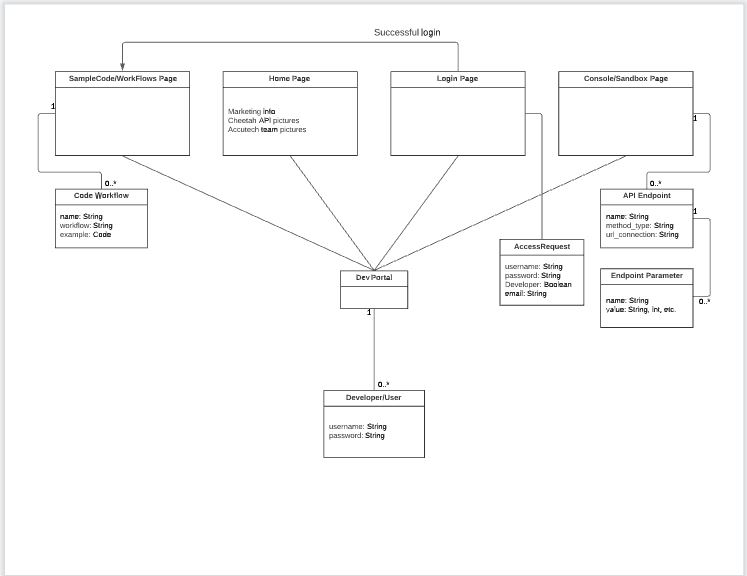 Successful login
SampleCode/WorkFlows Page
Home Page
Marketing info
Cheetah API pictures
Accutech team pictures
Login Page
Console/Sandbox Page
1
0..*
1
0..*
Code Workflow
name: String
workflow: String
example: Code
API Endpoint
name: String
method_type: String
url_connection: String
1
0..*
AccessRequest
username: String
password: String
Developer: Boolean
email: String
Endpoint Parameter
name: String
value: String, int, etc.
Dev Portal
1
0..*
Developer/User
username: String
password: String